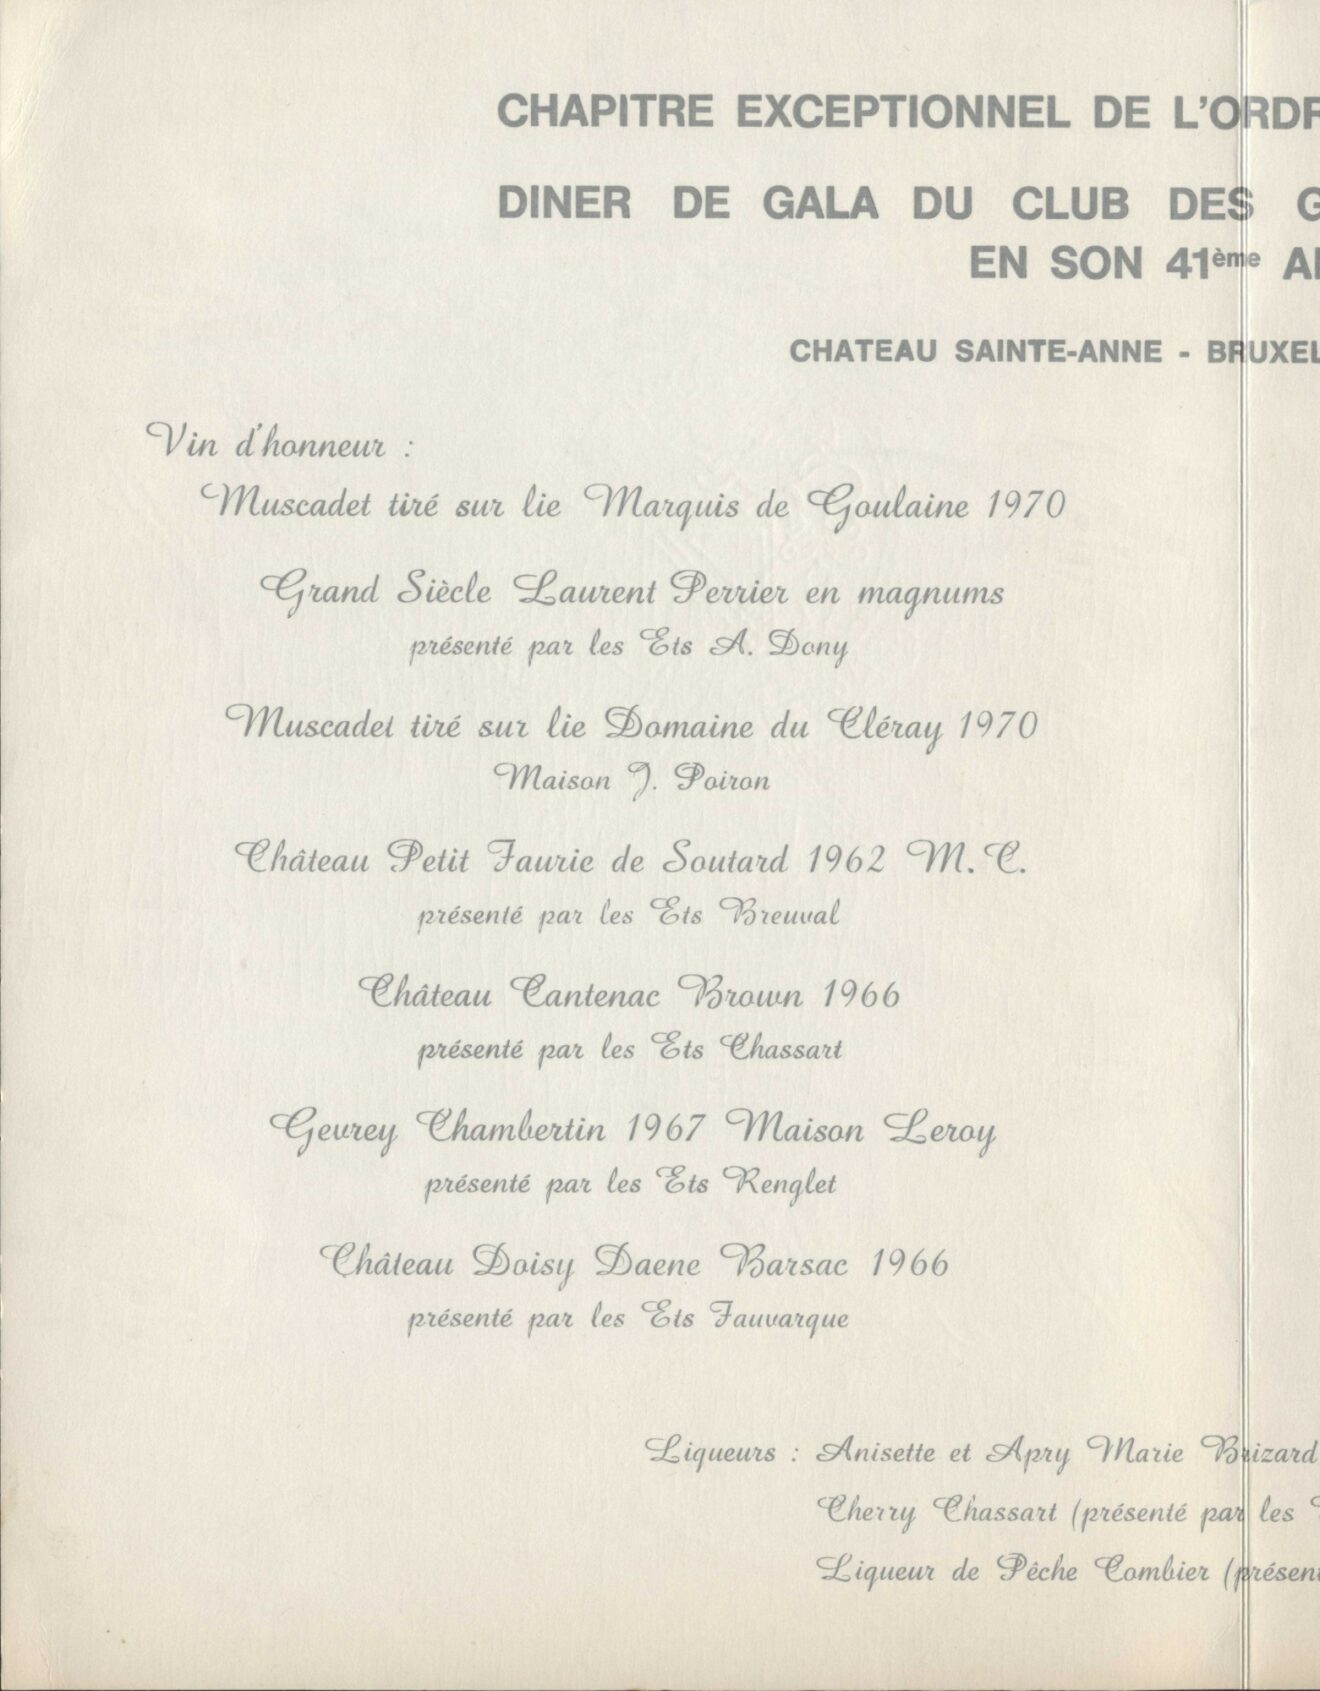 CHAPITRE EXCEPTIONNEL DE L'ORDR
DINER DE GALA DU CLUB DES G
EN SON 41ème A
CHATEAU SAINTE-ANNE - BRUXEL
Vin d'honneur :
Muscadet tiré sur lie Marquis de Goulaine 1970
Grand Siècle Laurent Perrier en magnums
présenté par les Ets A. Dony
Muscadet tiré sur lie Domaine du Cléray 1970
Maison J. Poiron
Château Petit Faurie de Soutard 1962 M. C.
présenté par les Ets Breuval
Château Cantenac Brown 1966
présenté par les Ets Chassart
Gevrey Chambertin 1967 Maison Leroy
présenté par les Ets Renglet
Château Doisy Daene Barsac 1966
présenté par les Ets Fauvarque
Liqueurs : Anisette et Apry Marie Brizard
Cherry Chassart (présenté par les
Liqueur de Pêche Combier (présen